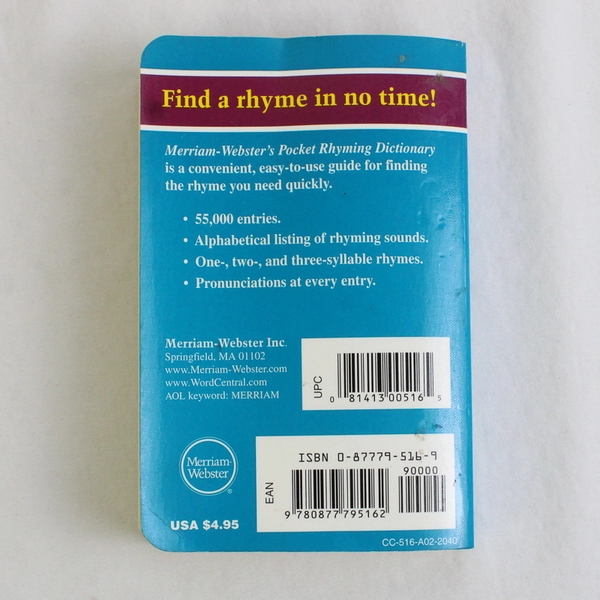 Find a rhyme in no time!
Merriam-Webster's Pocket Rhyming Dictionary
is a convenient, easy-to-use guide for finding
the rhyme you need quickly.
• 55,000 entries.
• Alphabetical listing of rhyming sounds.
• One-, two-, and three-syllable rhymes.
• Pronunciations at every entry.
Merriam-Webster Inc.
Springfield, MA 01102
www.Merriam-Webster.com
www.WordCentral.com
AOL keyword: MERRIAM
UPC
0 81413 00516 5
Merriam-
Webster
®
USA $4.95
ISBN 0-87779-516-9
90000
EAN
9 780877 795162
CC-516-A02-2040